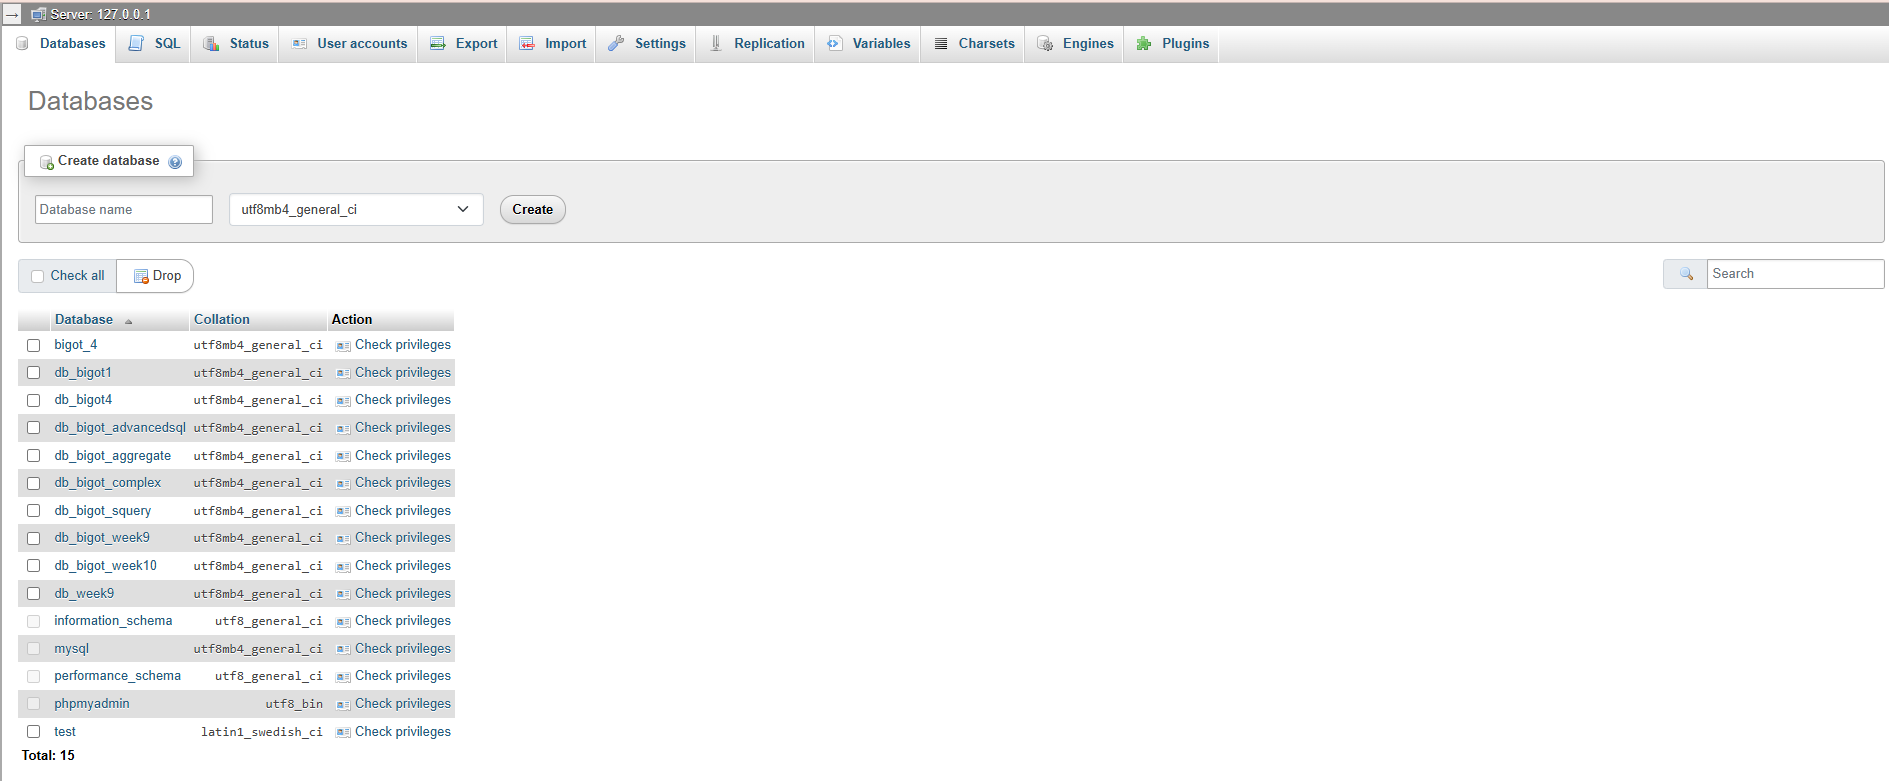 Server: 127.0.0.1
Databases SQL Status User accounts Export Import Settings Replication Variables Charsets Engines Plugins
Databases
Create database
Database name utf8mb4_general_ci Create
Check all Drop Search
Database Collation Action
bigot_4 utf8mb4_general_ci Check privileges
db_bigot1 utf8mb4_general_ci Check privileges
db_bigot4 utf8mb4_general_ci Check privileges
db_bigot_advancedsql utf8mb4_general_ci Check privileges
db_bigot_aggregate utf8mb4_general_ci Check privileges
db_bigot_complex utf8mb4_general_ci Check privileges
db_bigot_squery utf8mb4_general_ci Check privileges
db_bigot_week9 utf8mb4_general_ci Check privileges
db_bigot_week10 utf8mb4_general_ci Check privileges
db_week9 utf8mb4_general_ci Check privileges
information_schema utf8_general_ci Check privileges
mysql utf8mb4_general_ci Check privileges
performance_schema utf8_general_ci Check privileges
phpmyadmin utf8_bin Check privileges
test latin1_swedish_ci Check privileges
Total: 15